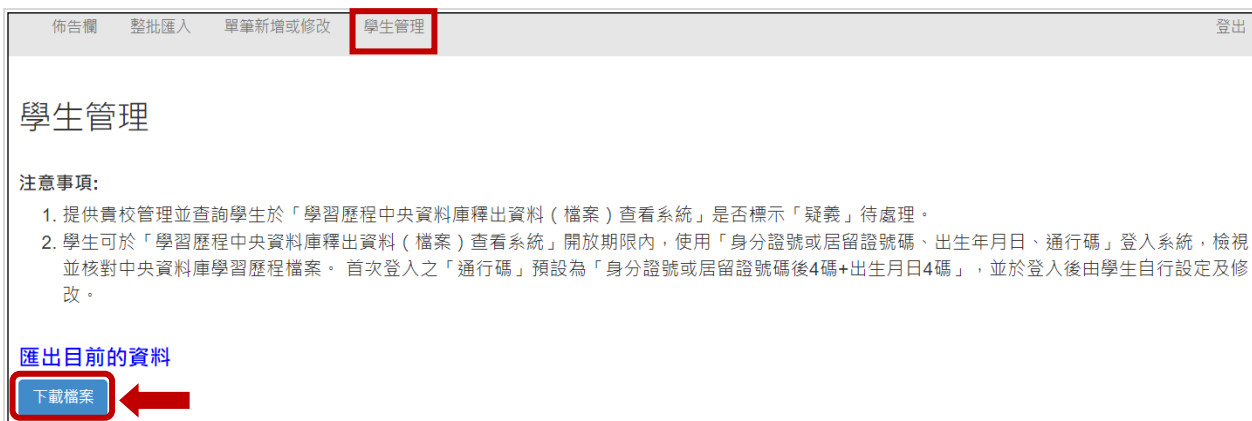 佈告欄 整批匯入 單筆新增或修改 學生管理 登出
學生管理
注意事項:
1. 提供貴校管理並查詢學生於「學習歷程中央資料庫釋出資料（檔案）查看系統」是否標示「疑義」待處理。
2. 學生可於「學習歷程中央資料庫釋出資料（檔案）查看系統」開放期限內，使用「身分證號或居留證號碼、出生年月日、通行碼」登入系統，檢視
並核對中央資料庫學習歷程檔案。 首次登入之「通行碼」預設為「身分證號或居留證號碼後4碼+出生月日4碼」，並於登入後由學生自行設定及修
改。
匯出目前的資料
下載檔案